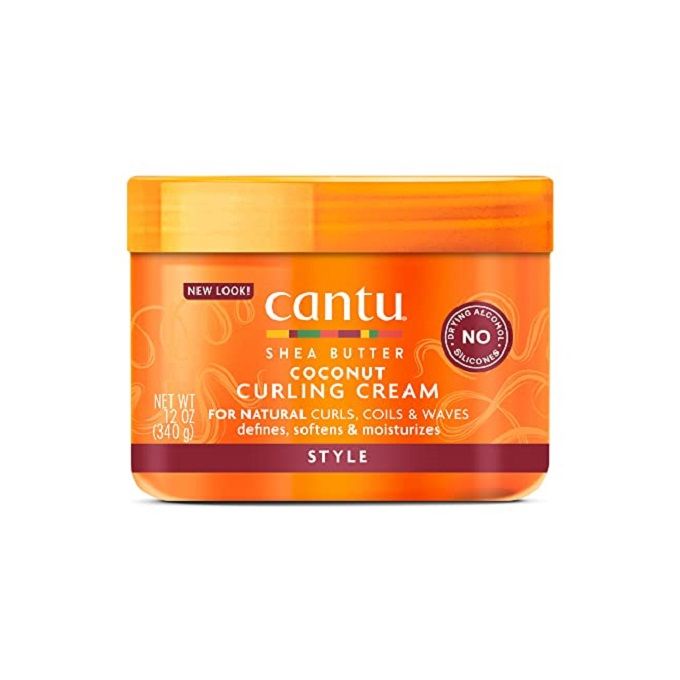 NEW LOOK!
cantu®
SHEA BUTTER
COCONUT
CURLING CREAM
FOR NATURAL CURLS, COILS & WAVES
defines, softens & moisturizes
NET WT
12 OZ
(340 g)
DRYING ALCOHOL
NO
SILICONES
STYLE